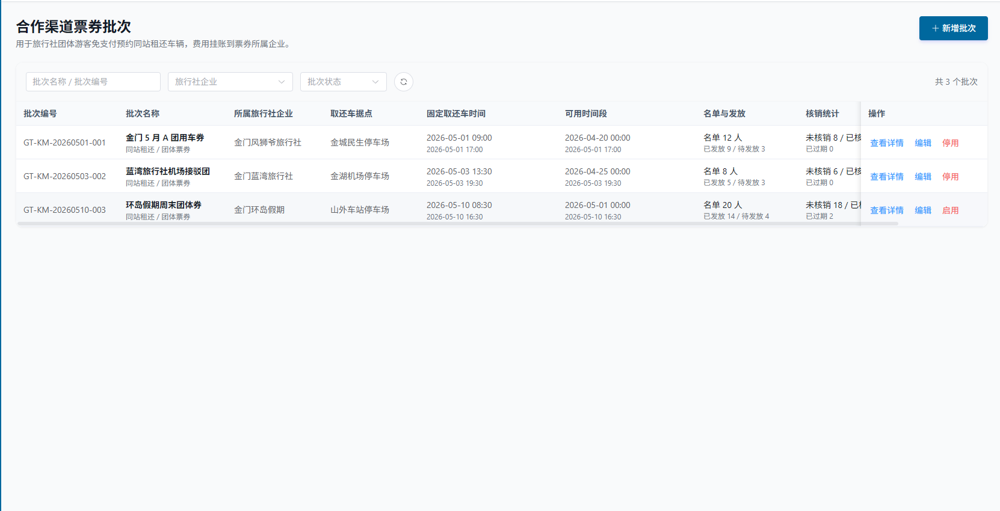 合作渠道票券批次
用于旅行社团体游客免支付预约同站租还车辆，费用挂账到票券所属企业。
新增批次
批次名称 / 批次编号
旅行社企业
批次状态
共 3 个批次
批次编号 批次名称 所属旅行社企业 取还车据点 固定取还车时间 可用时间段 名单与发放 核销统计 操作
GT-KM-20260501-001
金门 5 月 A 团用车券
同站租还 / 团体票券
金门风狮爷旅行社
金城民生停车场
2026-05-01 09:00
2026-05-01 17:00
2026-04-20 00:00
2026-05-01 17:00
名单 12 人
已发放 9 / 待发放 3
未核销 8 / 已核
已过期 0
查看详情 编辑 停用
GT-KM-20260503-002
蓝湾旅行社机场接驳团
同站租还 / 团体票券
金门蓝湾旅行社
金湖机场停车场
2026-05-03 13:30
2026-05-03 19:30
2026-04-25 00:00
2026-05-03 19:30
名单 8 人
已发放 5 / 待发放 3
未核销 6 / 已核
已过期 0
查看详情 编辑 停用
GT-KM-20260510-003
环岛假期周末团体券
同站租还 / 团体票券
金门环岛假期
山外车站停车场
2026-05-10 08:30
2026-05-10 16:30
2026-05-01 00:00
2026-05-10 16:30
名单 20 人
已发放 14 / 待发放 4
未核销 18 / 已
已过期 2
查看详情 编辑 启用